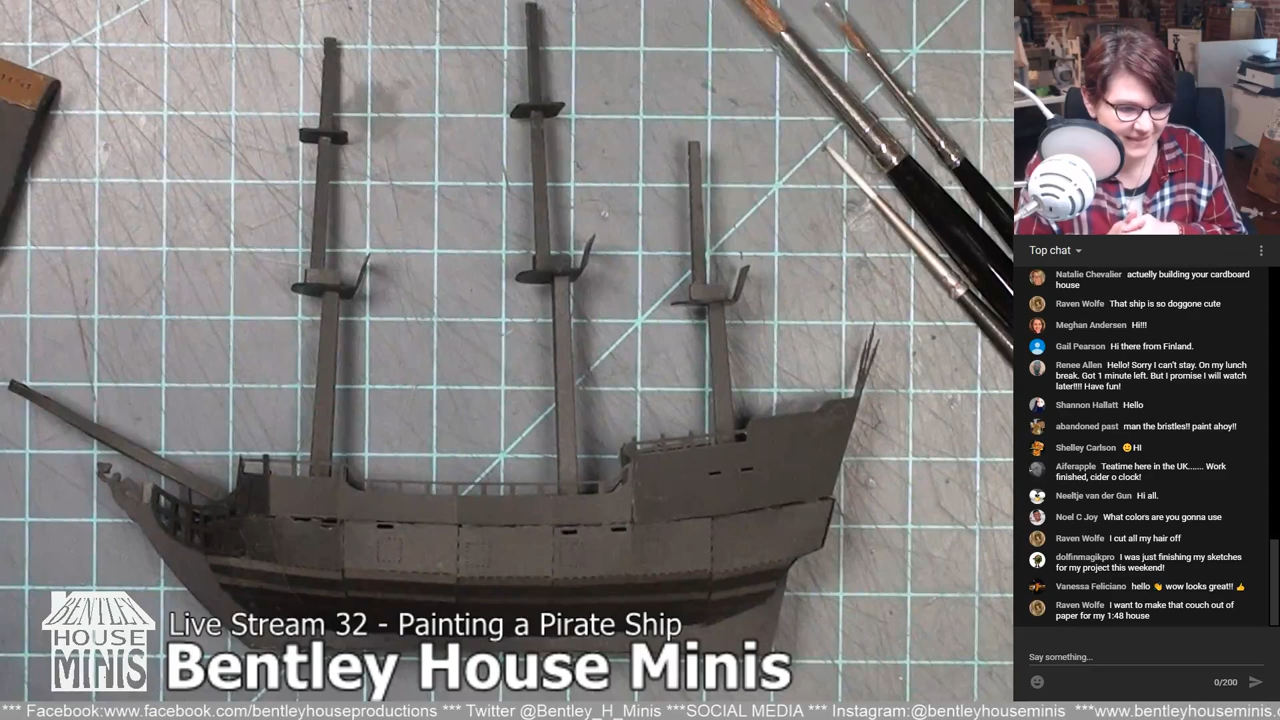 Top chat
Natalie Chevalier actuelly building your cardboard
house
Raven Wolfe That ship is so doggone cute
Meghan Andersen Hi!!!
Gail Pearson Hi there from Finland.
Renee Allen Hello! Sorry I can't stay. On my lunch
break. Got 1 minute left. But I promise I will watch
later!!!! Have fun!
Shannon Hallatt Hello
abandoned past man the bristles!! paint ahoy!!
Shelley Carlson 🙂 HI
Aiferapple Teatime here in the UK....... Work
finished, cider o clock!
Neeltje van der Gun Hi all.
Noel C Joy What colors are you gonna use
Raven Wolfe I cut all my hair off
dolfinmagikpro I was just finishing my sketches
for my project this weekend!
Vanessa Feliciano hello 👋 wow looks great!! 👍
Raven Wolfe I want to make that couch out of
paper for my 1:48 house
Say something...
0/200
BENTLEY
HOUSE
MINIS
Live Stream 32 - Painting a Pirate Ship
Bentley House Minis
*** Facebook:www.facebook.com/bentleyhouseproductions *** Twitter @Bentley_H_Minis ***SOCIAL MEDIA *** Instagram:@bentleyhouseminis ***www.bentleyhouseminis.